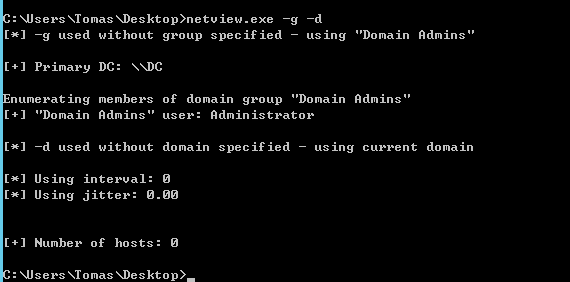 C:\Users\Tomas\Desktop>netview.exe -g -d
[*] -g used without group specified - using "Domain Admins"
[+] Primary DC: \\DC
Enumerating members of domain group "Domain Admins"
[+] "Domain Admins" user: Administrator
[*] -d used without domain specified - using current domain
[*] Using interval: 0
[*] Using jitter: 0.00
[+] Number of hosts: 0
C:\Users\Tomas\Desktop>_